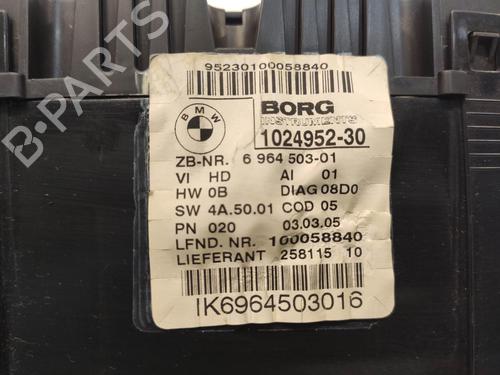 95230100058840
BMW
BORG
INSTRUMENTS
1024952-30
ZB-NR. 6 964 503-01
VI HD AI 01
HW 0B DIAG 08D0
SW 4A.50.01 COD 05
PN 020 03.03.05
LFND. NR. 100058840
LIEFERANT 258115 10
IK6964503016
B-PARTS